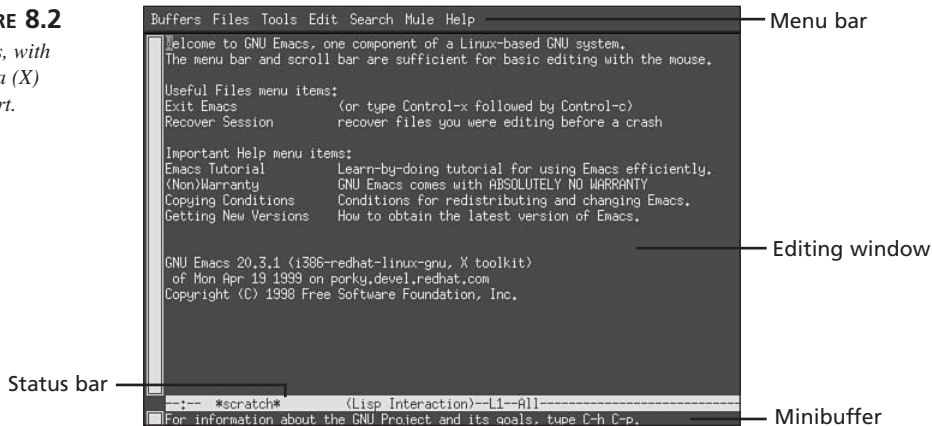 RE 8.2
s, with
a (X)
rt.
Buffers Files Tools Edit Search Mule Help
Menu bar
Welcome to GNU Emacs, one component of a Linux-based GNU system.
The menu bar and scroll bar are sufficient for basic editing with the mouse.
Useful Files menu items:
Exit Emacs (or type Control-x followed by Control-c)
Recover Session recover files you were editing before a crash
Important Help menu items:
Emacs Tutorial Learn-by-doing tutorial for using Emacs efficiently.
(Non)Warranty GNU Emacs comes with ABSOLUTELY NO WARRANTY
Copying Conditions Conditions for redistributing and changing Emacs.
Getting New Versions How to obtain the latest version of Emacs.
Editing window
GNU Emacs 20.3.1 (i386-redhat-linux-gnu, X toolkit)
of Mon Apr 19 1999 on porky.devel.redhat.com
Copyright (C) 1998 Free Software Foundation, Inc.
Status bar
--:-- *scratch* (Lisp Interaction)--L1--All--------------------------
For information about the GNU Project and its goals, type C-h C-p.
Minibuffer